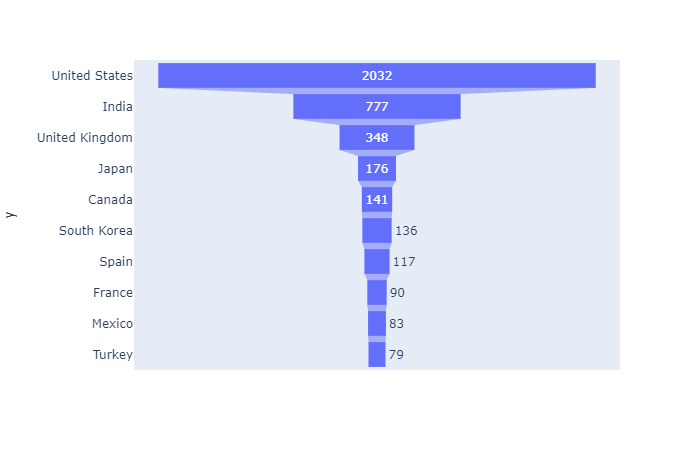 United States 2032
India 777
United Kingdom 348
Japan 176
Canada 141
South Korea 136
Spain 117
France 90
Mexico 83
Turkey 79
y